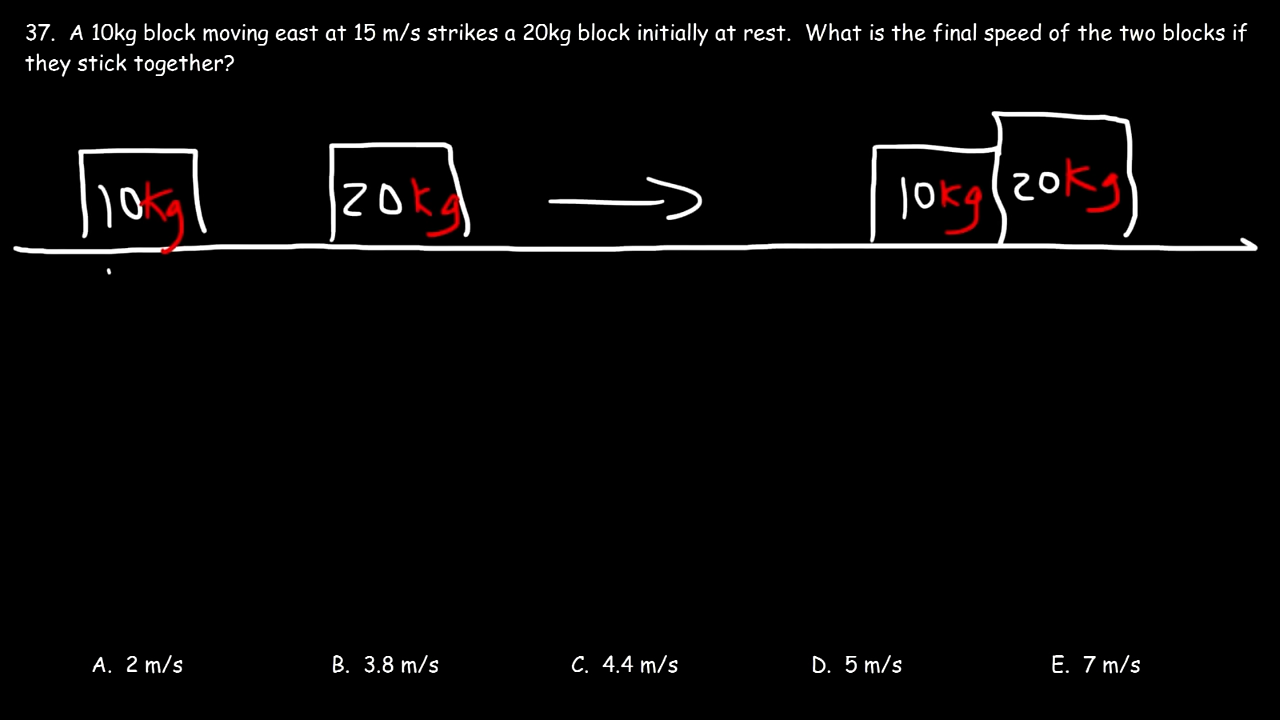 37. A 10kg block moving east at 15 m/s strikes a 20kg block initially at rest. What is the final speed of the two blocks if
they stick together?
10kg 20kg 10kg 20kg
A. 2 m/s B. 3.8 m/s C. 4.4 m/s D. 5 m/s E. 7 m/s